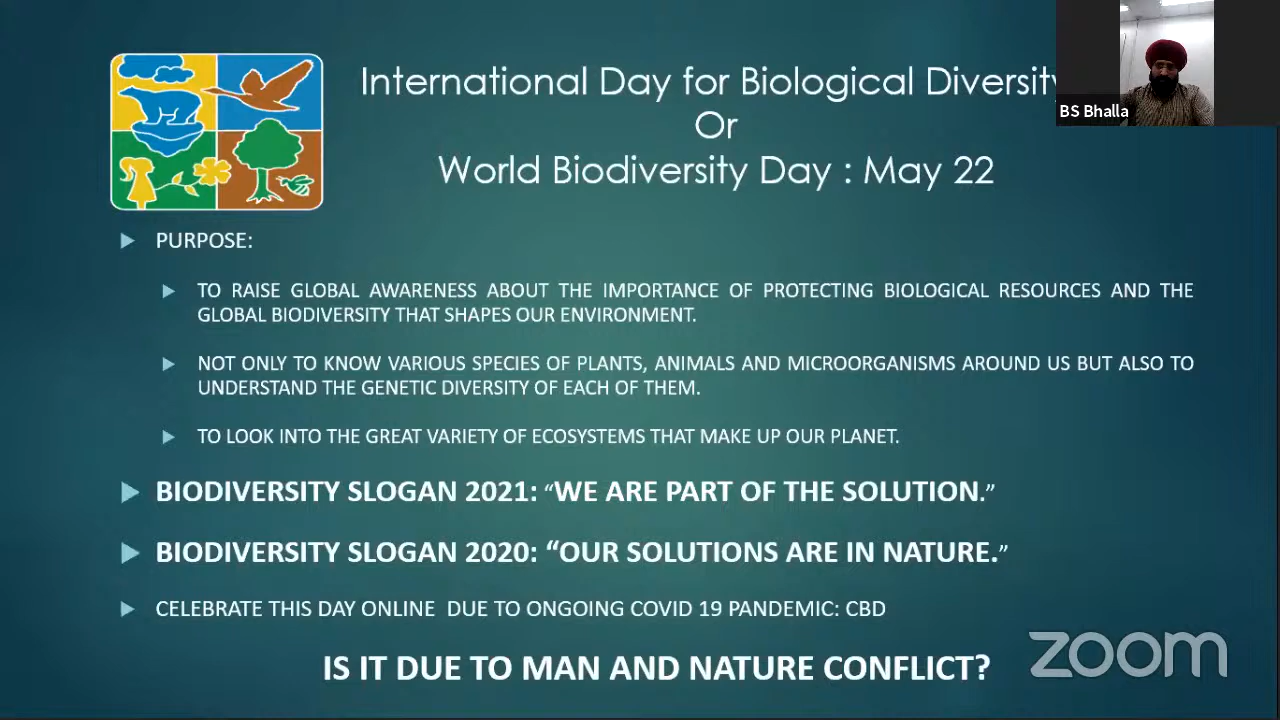 International Day for Biological Diversity
Or
World Biodiversity Day : May 22
BS Bhalla
PURPOSE:
TO RAISE GLOBAL AWARENESS ABOUT THE IMPORTANCE OF PROTECTING BIOLOGICAL RESOURCES AND THE
GLOBAL BIODIVERSITY THAT SHAPES OUR ENVIRONMENT.
NOT ONLY TO KNOW VARIOUS SPECIES OF PLANTS, ANIMALS AND MICROORGANISMS AROUND US BUT ALSO TO
UNDERSTAND THE GENETIC DIVERSITY OF EACH OF THEM.
TO LOOK INTO THE GREAT VARIETY OF ECOSYSTEMS THAT MAKE UP OUR PLANET.
BIODIVERSITY SLOGAN 2021: “WE ARE PART OF THE SOLUTION.”
BIODIVERSITY SLOGAN 2020: “OUR SOLUTIONS ARE IN NATURE.”
CELEBRATE THIS DAY ONLINE DUE TO ONGOING COVID 19 PANDEMIC: CBD
IS IT DUE TO MAN AND NATURE CONFLICT?
zoom